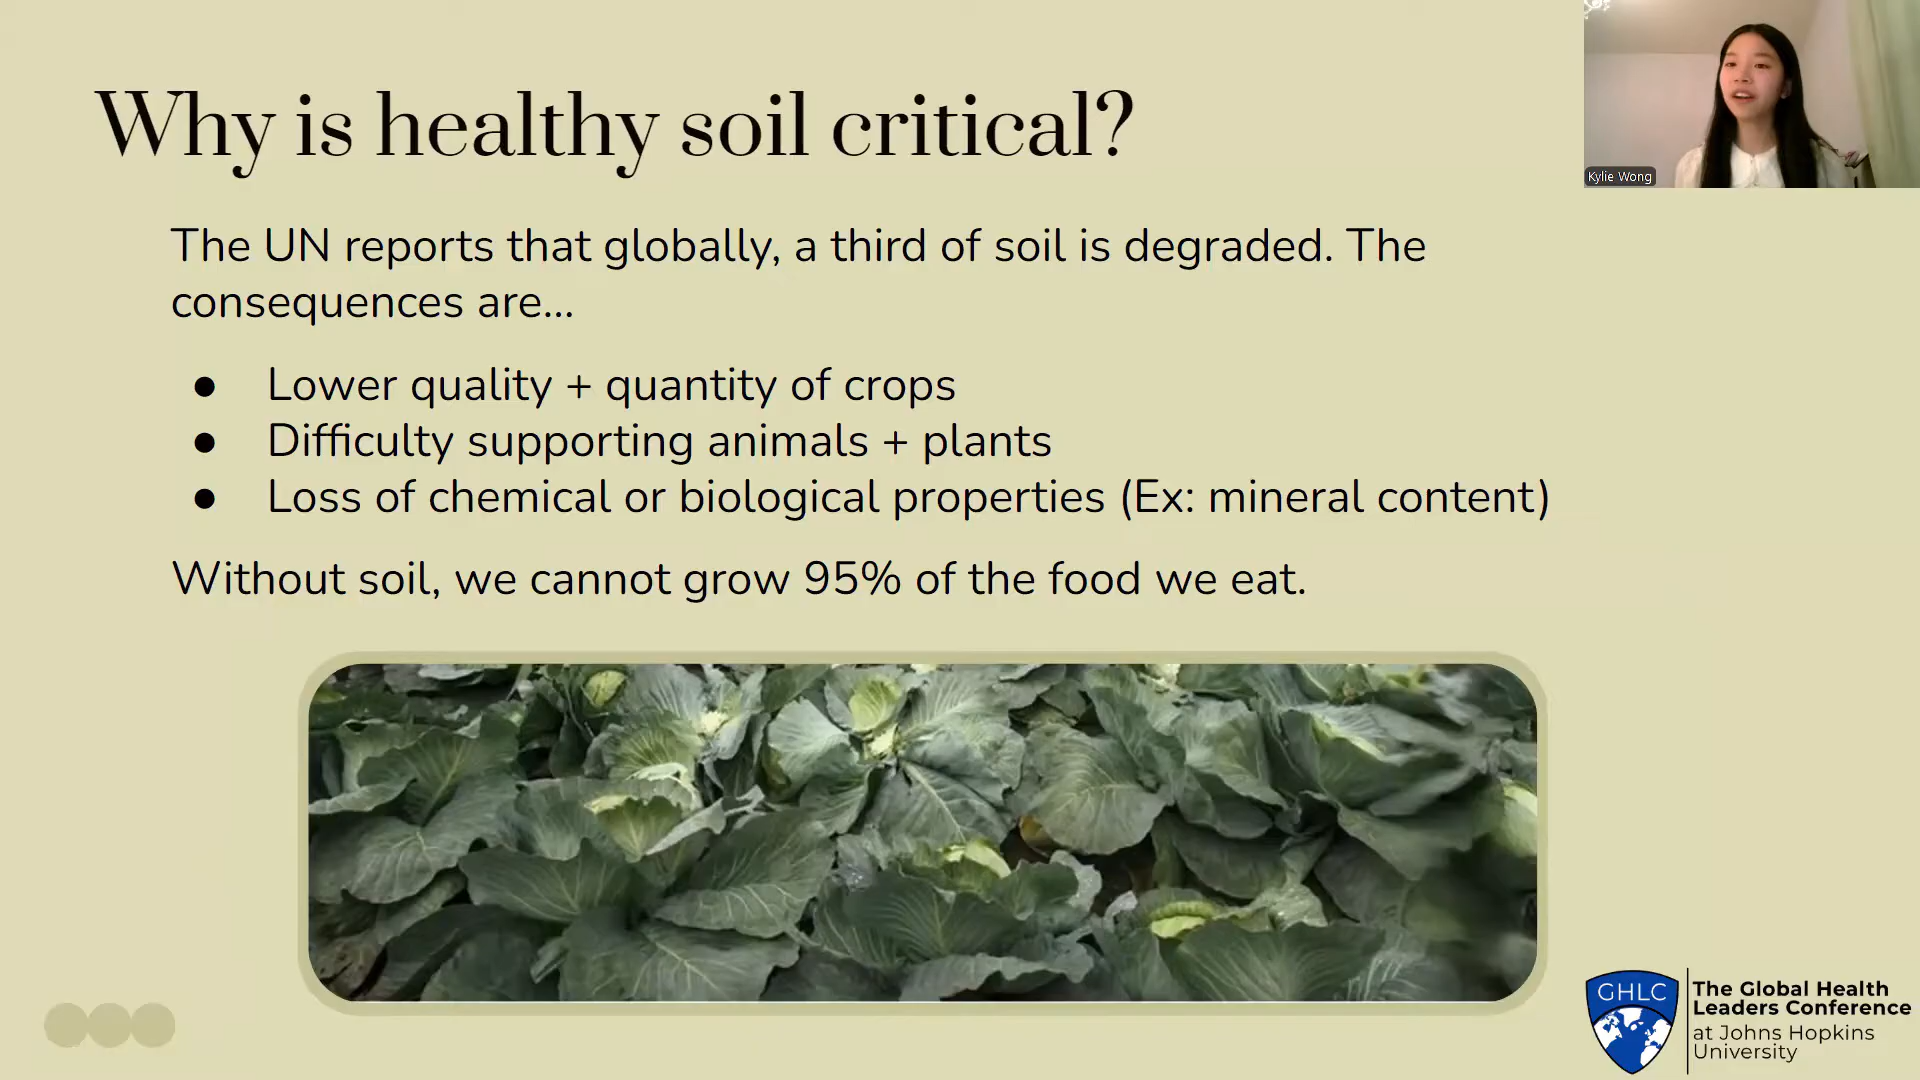 Why is healthy soil critical?
Kylie Wong
The UN reports that globally, a third of soil is degraded. The
consequences are...
● Lower quality + quantity of crops
● Difficulty supporting animals + plants
● Loss of chemical or biological properties (Ex: mineral content)
Without soil, we cannot grow 95% of the food we eat.
GHLC
The Global Health
Leaders Conference
at Johns Hopkins
University